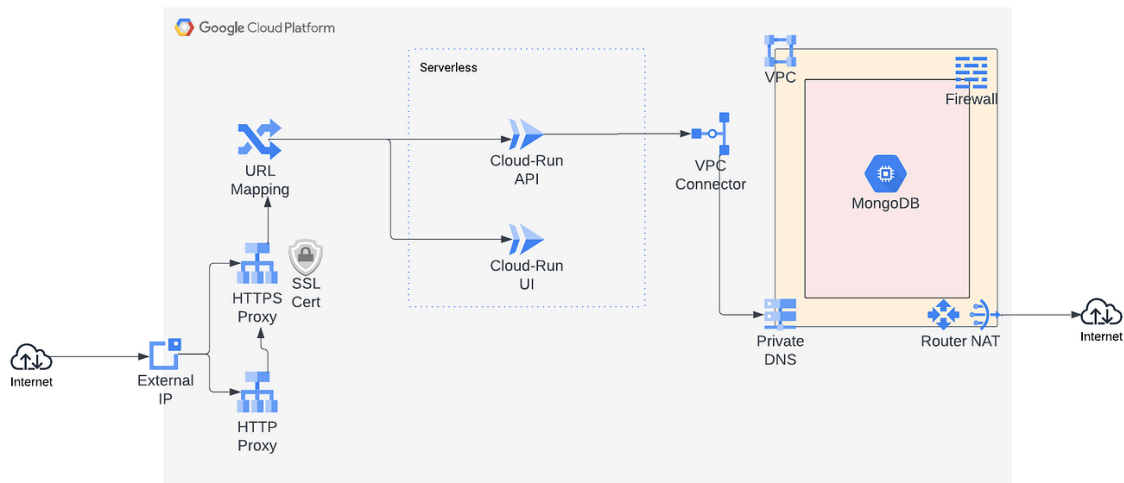 Google Cloud Platform
Serverless
VPC
Firewall
Cloud-Run
API
URL
Mapping
VPC
Connector
MongoDB
Cloud-Run
UI
SSL
Cert
HTTPS
Proxy
Private
DNS
Router NAT
Internet
Internet
External
IP
HTTP
Proxy